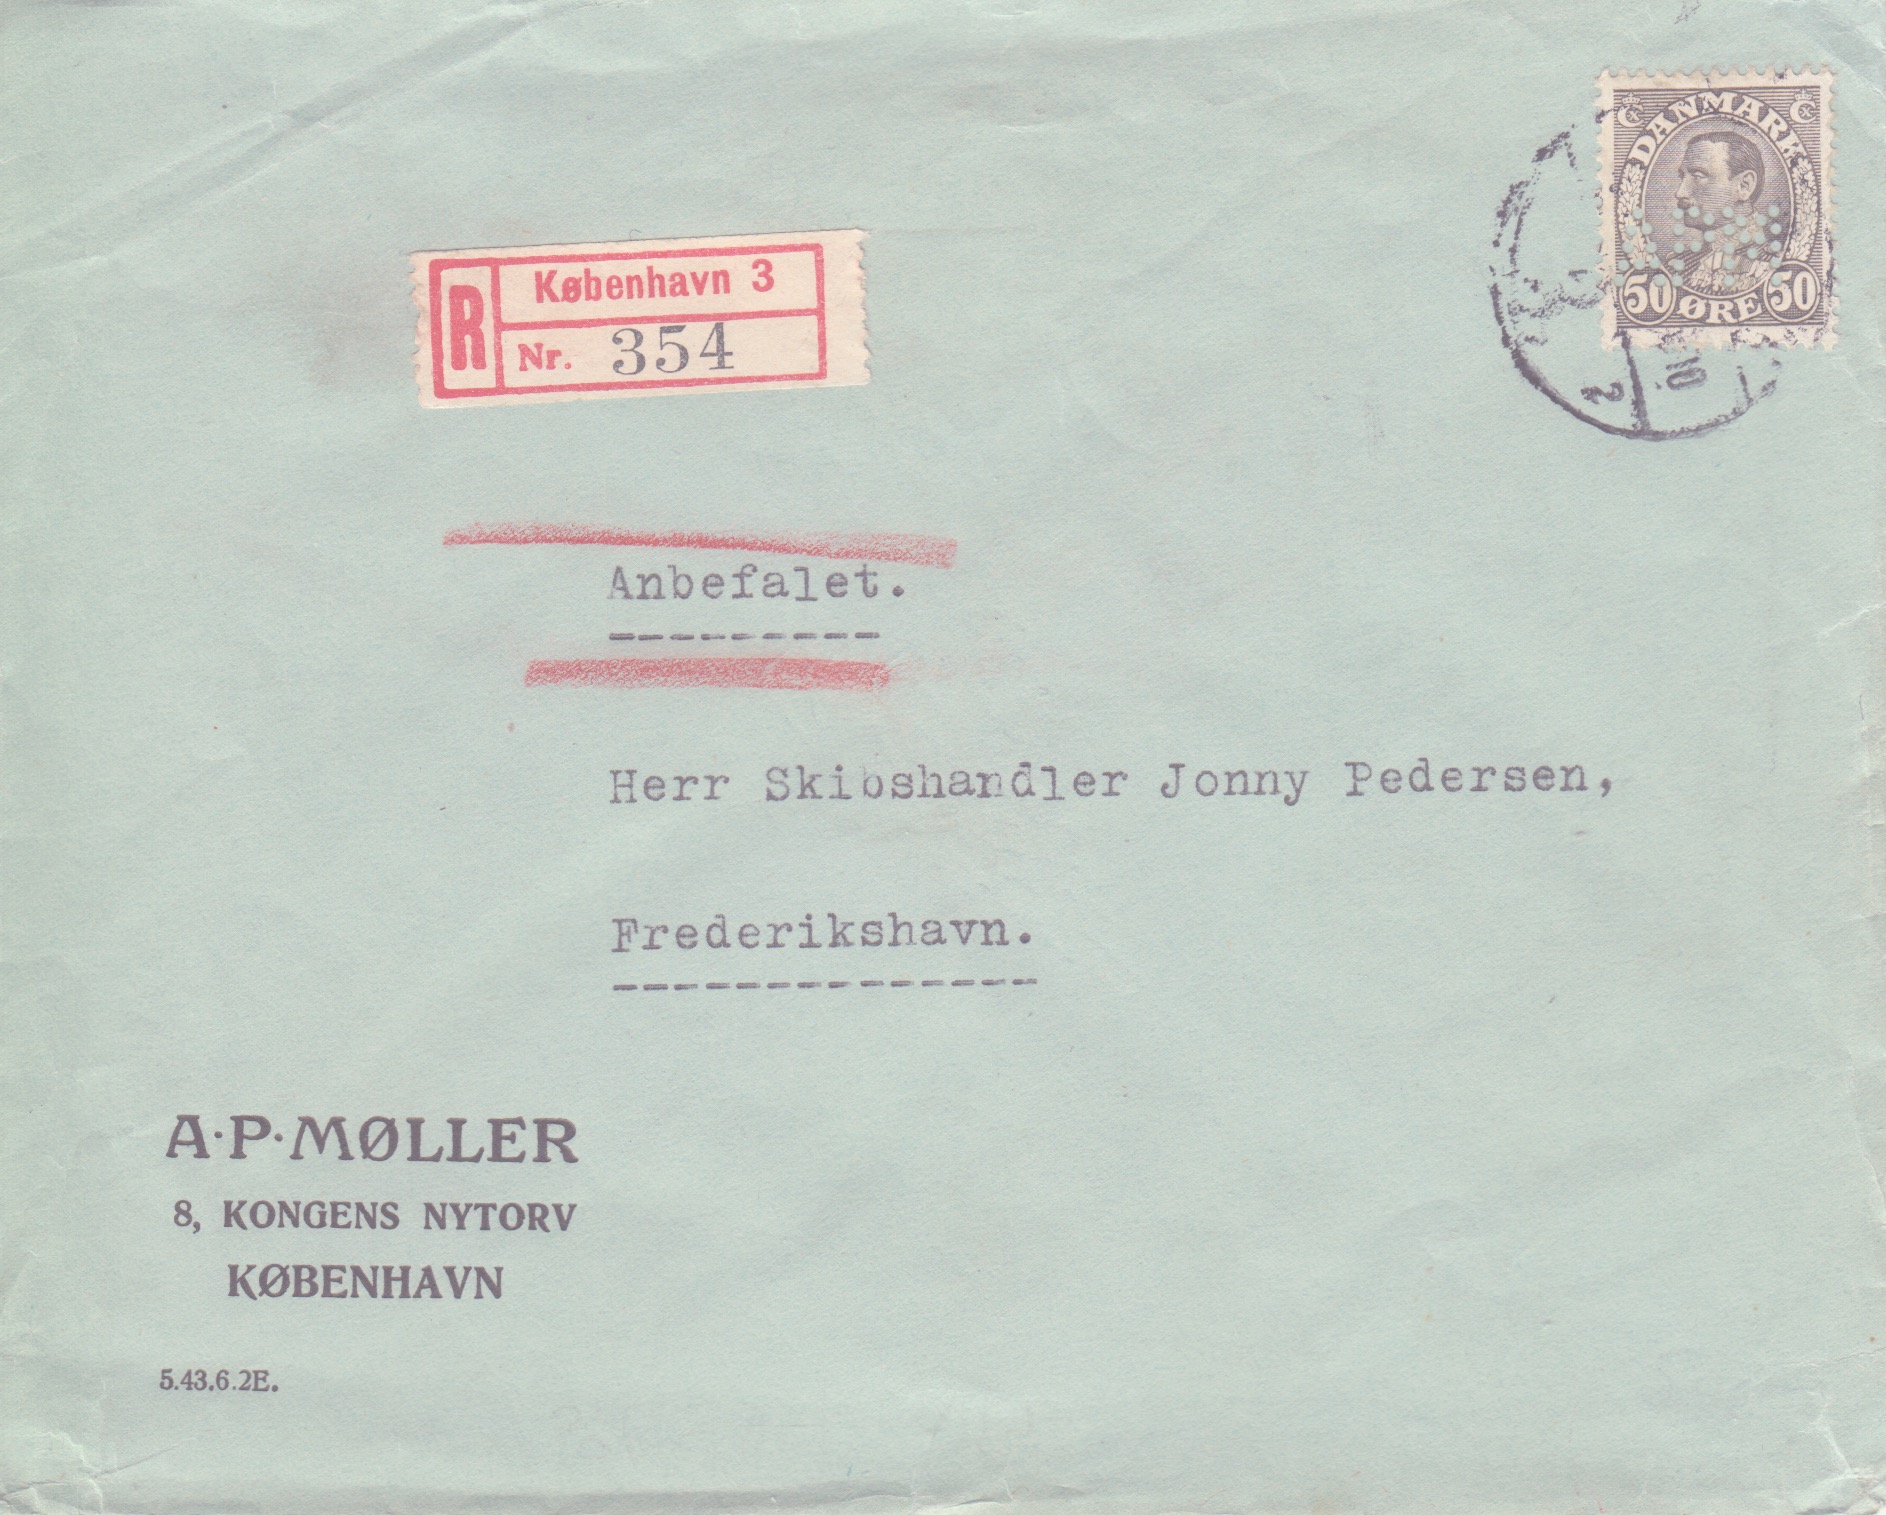 C DANMARK C
50 ØRE 50
R
København 3
Nr. 354
Anbefalet.
Herr Skibshandler Jonny Pedersen,
Frederikshavn.
A·P·MØLLER
8, KONGENS NYTORV
KØBENHAVN
5.43.6.2E.